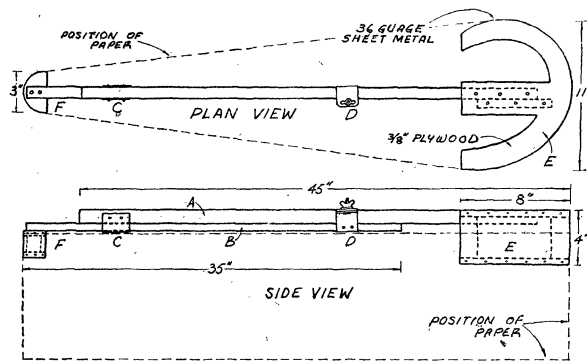 POSITION OF
PAPER
36 GUAGE
SHEET METAL
3"
F
C
PLAN VIEW
D
3/8" PLYWOOD
E
11
45"
8"
A
F
C
B
D
E
4"
35"
SIDE VIEW
POSITION OF
PAPER